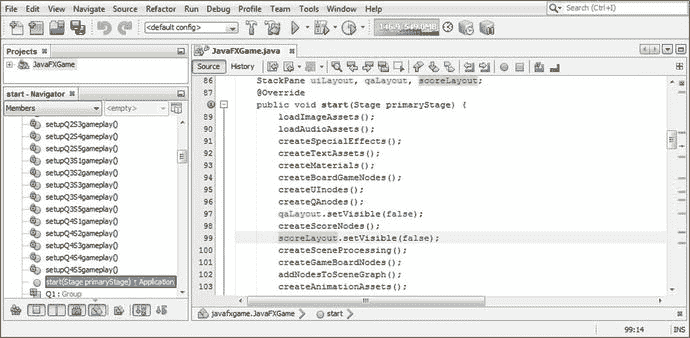 File Edit View Navigate Source Refactor Run Debug Profile Team Tools Window Help
Search (Ctrl+I)
<default config>
146.9/549.0MB
Projects
JavaFXGame
start - Navigator
Members
<empty>
setupQ2S3gameplay()
setupQ2S4gameplay()
setupQ2S5gameplay()
setupQ3S1gameplay()
setupQ3S2gameplay()
setupQ3S3gameplay()
setupQ3S4gameplay()
setupQ3S5gameplay()
setupQ4S1gameplay()
setupQ4S2gameplay()
setupQ4S3gameplay()
setupQ4S4gameplay()
setupQ4S5gameplay()
start(Stage primaryStage) ↑ Application
Q1 : Group
JavaFXGame.java
Source History
86 StackPane uiLayout, qaLayout, scoreLayout;
87 @Override
public void start(Stage primaryStage) {
89 loadImageAssets();
90 loadAudioAssets();
91 createSpecialEffects();
92 createTextAssets();
93 createMaterials();
94 createBoardGameNodes();
95 createUInodes();
96 createQAnodes();
97 qaLayout.setVisible(false);
98 createScoreNodes();
99 scoreLayout.setVisible(false);
100 createSceneProcessing();
101 createGameBoardNodes();
102 addNodesToSceneGraph();
103 createAnimationAssets();
javafxgame.JavaFXGame
start
99:14
INS